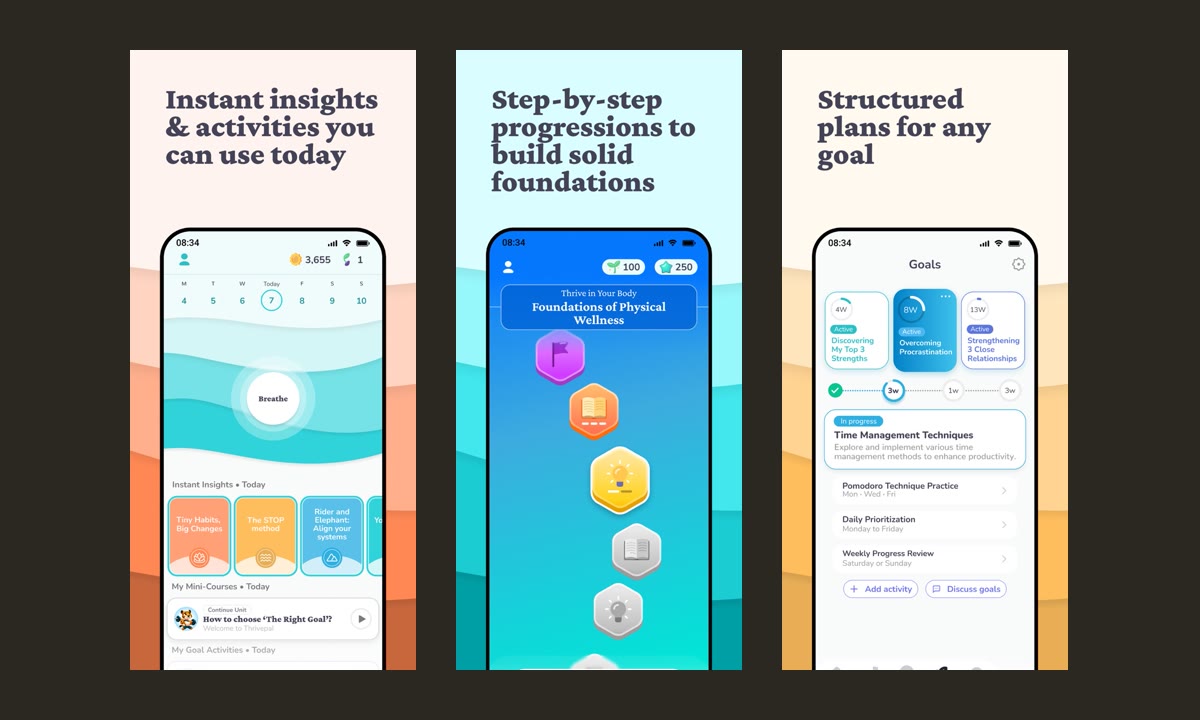 Instant insights
& activities you
can use today
08:34
3,655 1
M T W Today F S S
4 5 6 7 8 9 10
Breathe
Instant Insights • Today
Tiny Habits,
Big Changes
The STOP
method
Rider and
Elephant:
Align your
systems
My Mini-Courses • Today
Continue Unit
How to choose ‘The Right Goal’?
Welcome to Thrivepal
My Goal Activities • Today
Step-by-step
progressions to
build solid
foundations
08:34
100 250
Thrive in Your Body
Foundations of Physical
Wellness
Structured
plans for any
goal
08:34
Goals
4W
Active
Discovering
My Top 3
Strengths
8W
Active
Overcoming
Procrastination
13W
Active
Strengthening
3 Close
Relationships
3w 1w 3w
In progress
Time Management Techniques
Explore and implement various time
management methods to enhance productivity.
Pomodoro Technique Practice
Mon - Wed - Fri
Daily Prioritization
Monday to Friday
Weekly Progress Review
Saturday or Sunday
+ Add activity
Discuss goals